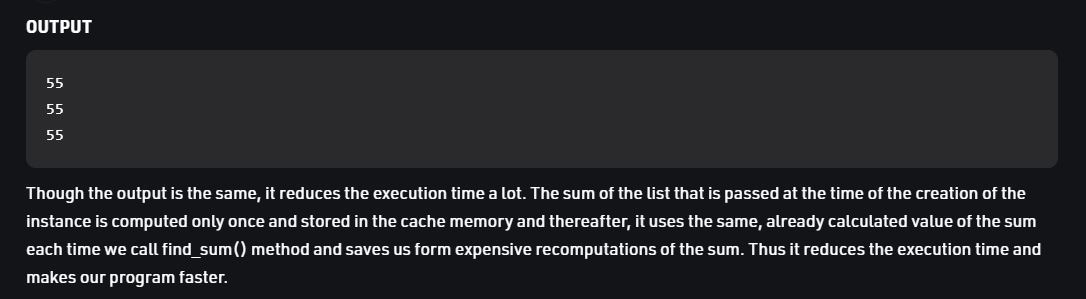 OUTPUT
55
55
55
Though the output is the same, it reduces the execution time a lot. The sum of the list that is passed at the time of the creation of the
instance is computed only once and stored in the cache memory and thereafter, it uses the same, already calculated value of the sum
each time we call find_sum() method and saves us form expensive recomputations of the sum. Thus it reduces the execution time and
makes our program faster.